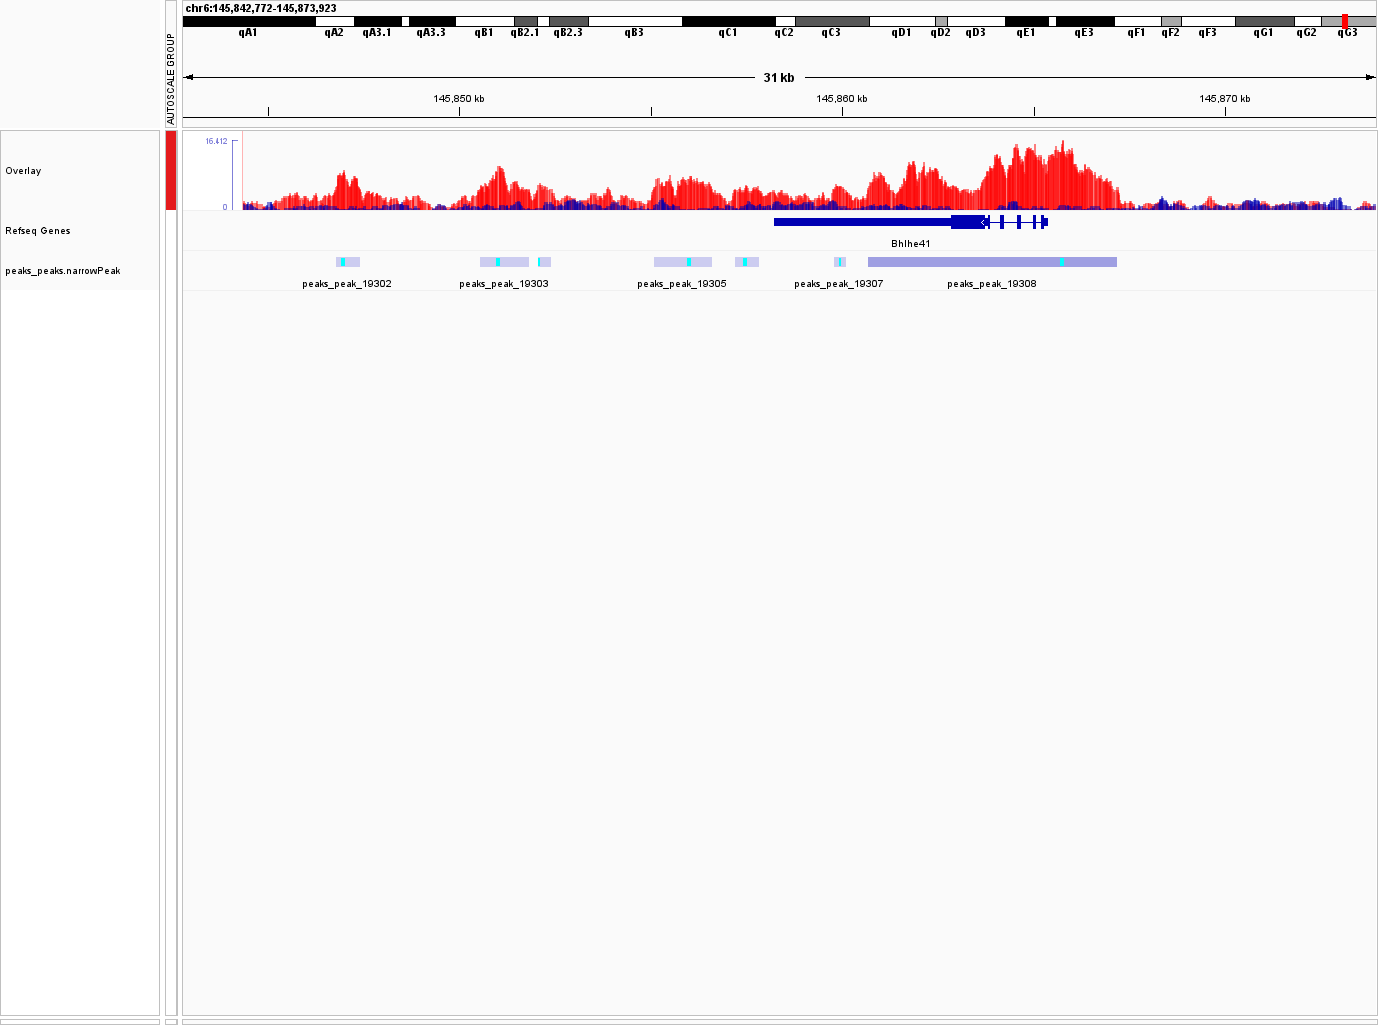 chr6:145,842,772-145,873,923
qA1 qA2 qA3.1 qA3.3 qB1 qB2.1 qB2.3 qB3 qC1 qC2 qC3 qD1 qD2 qD3 qE1 qE3 qF1 qF2 qF3 qG1 qG2 qG3
AUTOSCALE GROUP
31 kb
145,850 kb 145,860 kb 145,870 kb
16.412
Overlay
0
Refseq Genes
Bhlhe41
peaks_peaks.narrowPeak
peaks_peak_19302 peaks_peak_19303 peaks_peak_19305 peaks_peak_19307 peaks_peak_19308